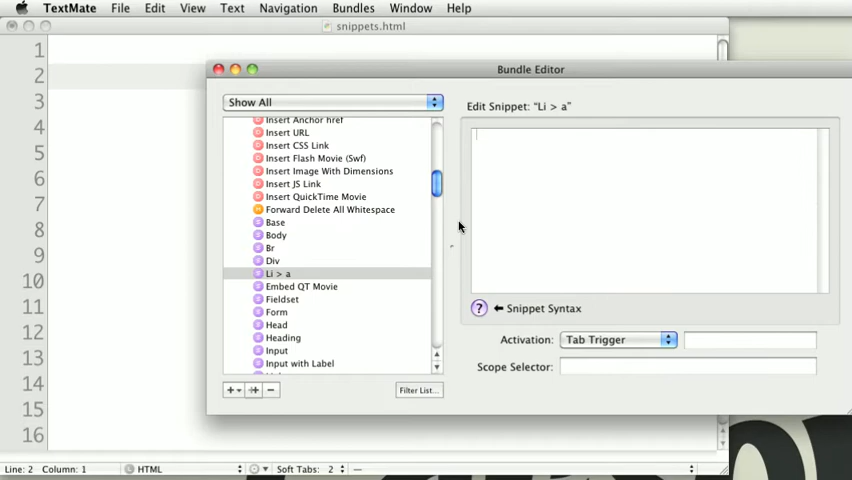 TextMate File Edit View Text Navigation Bundles Window Help
snippets.html
Bundle Editor
Show All
Edit Snippet: “Li > a”
Insert Anchor href
Insert URL
Insert CSS Link
Insert Flash Movie (Swf)
Insert Image With Dimensions
Insert JS Link
Insert QuickTime Movie
Forward Delete All Whitespace
Base
Body
Br
Div
Li > a
Embed QT Movie
Fieldset
Form
Head
Heading
Input
Input with Label
Filter List...
? Snippet Syntax
Activation: Tab Trigger
Scope Selector:
1
2
3
4
5
6
7
8
9
10
11
12
13
14
15
16
Line: 2 Column: 1 HTML Soft Tabs: 2 —